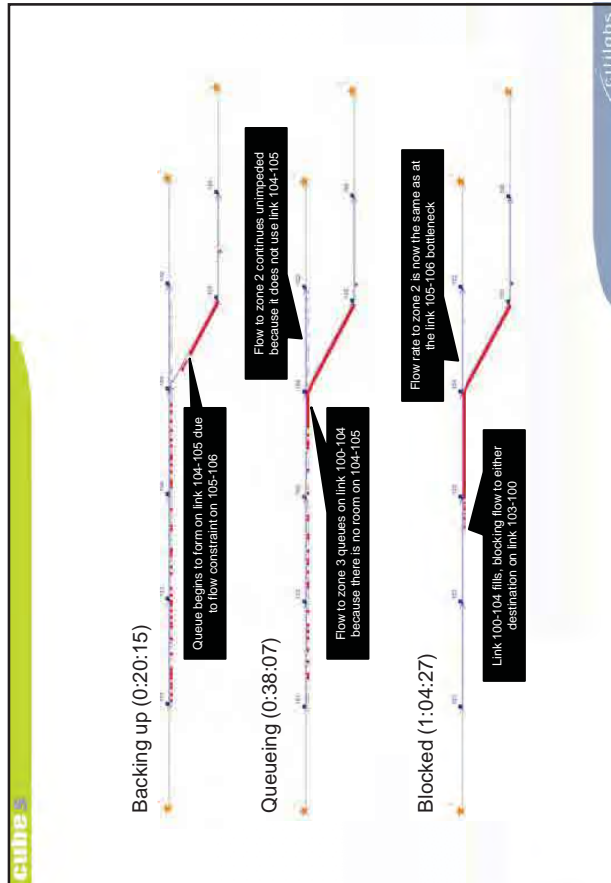 cube 5
Backing up (0:20:15)
Queue begins to form on link 104-105 due
to flow constraint on 105-106
Queueing (0:38:07)
Flow to zone 2 continues unimpeded
because it does not use link 104-105
Flow to zone 3 queues on link 100-104
because there is no room on 104-105
Blocked (1:04:27)
Flow rate to zone 2 is now the same as at
the link 105-106 bottleneck
Link 100-104 fills, blocking flow to either
destination on link 103-100
citilabs